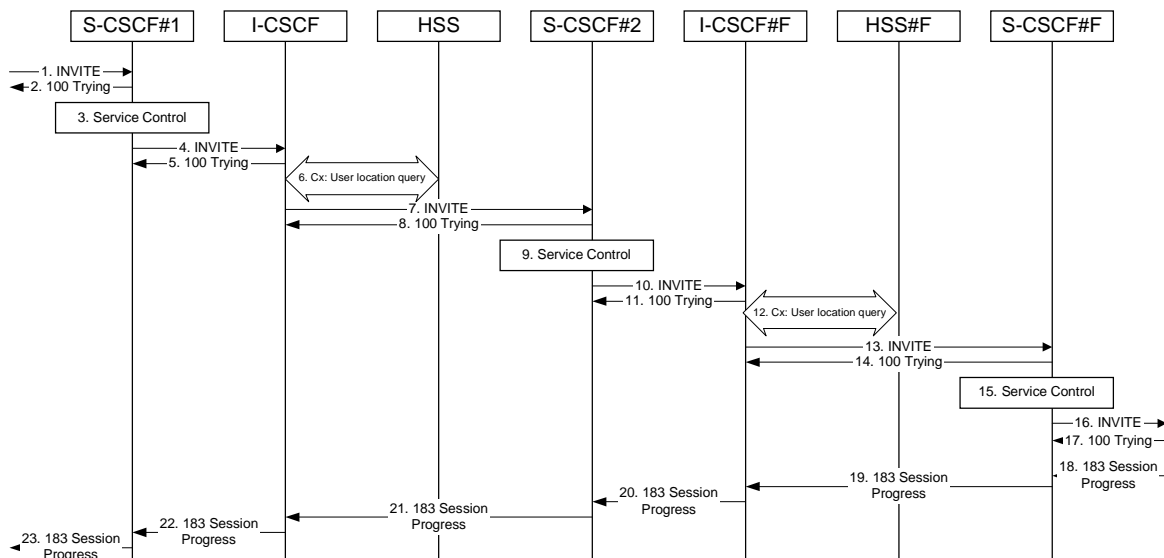 S-CSCF#1
I-CSCF
HSS
S-CSCF#2
I-CSCF#F
HSS#F
S-CSCF#F
1. INVITE
2. 100 Trying
3. Service Control
4. INVITE
5. 100 Trying
6. Cx: User location query
7. INVITE
8. 100 Trying
9. Service Control
10. INVITE
11. 100 Trying
12. Cx: User location query
13. INVITE
14. 100 Trying
15. Service Control
16. INVITE
17. 100 Trying
18. 183 Session
Progress
19. 183 Session
Progress
20. 183 Session
Progress
21. 183 Session
Progress
22. 183 Session
Progress
23. 183 Session
Progress